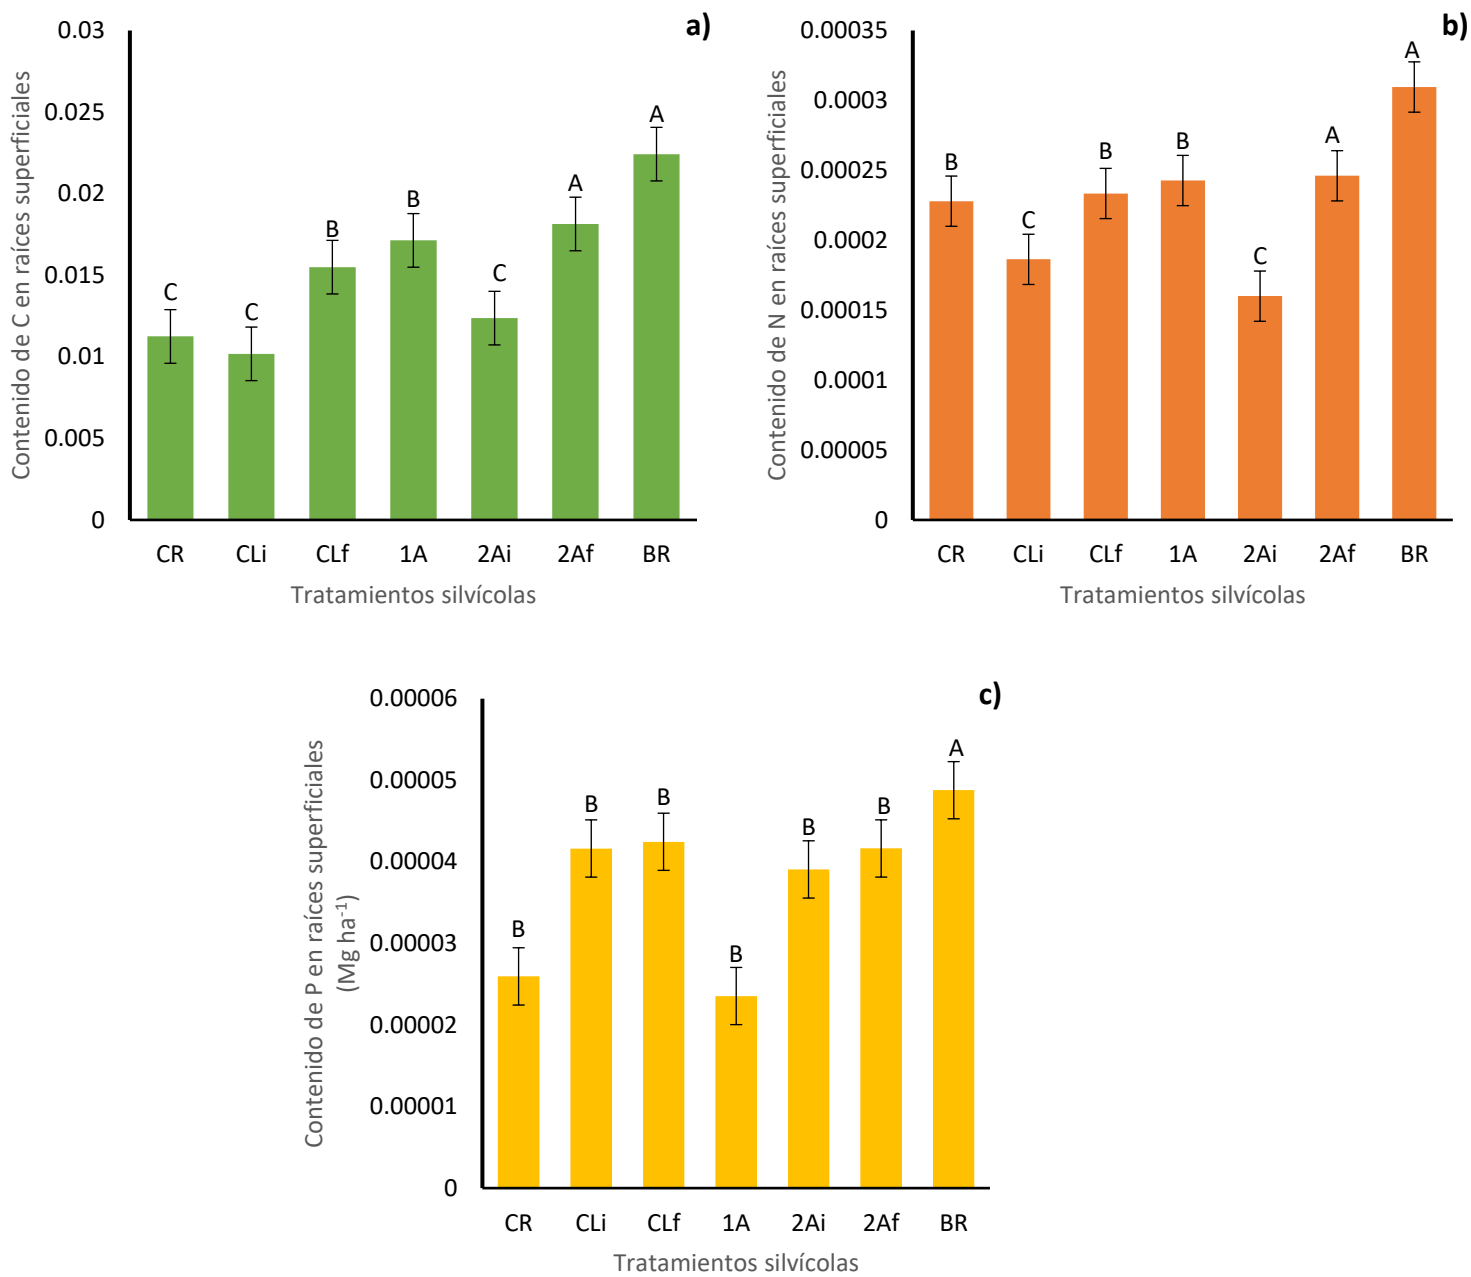 a)
Contenido de C en raíces superficiales
0.03
0.025
0.02
0.015
0.01
0.005
0
C
C
B
B
C
A
A
CR CLi CLf 1A 2Ai 2Af BR
Tratamientos silvícolas
b)
Contenido de N en raíces superficiales
0.00035
0.0003
0.00025
0.0002
0.00015
0.0001
0.00005
0
B
C
B
B
C
A
A
CR CLi CLf 1A 2Ai 2Af BR
Tratamientos silvícolas
c)
Contenido de P en raíces superficiales
(Mg ha⁻¹)
0.00006
0.00005
0.00004
0.00003
0.00002
0.00001
0
B
B
B
B
B
B
A
CR CLi CLf 1A 2Ai 2Af BR
Tratamientos silvícolas